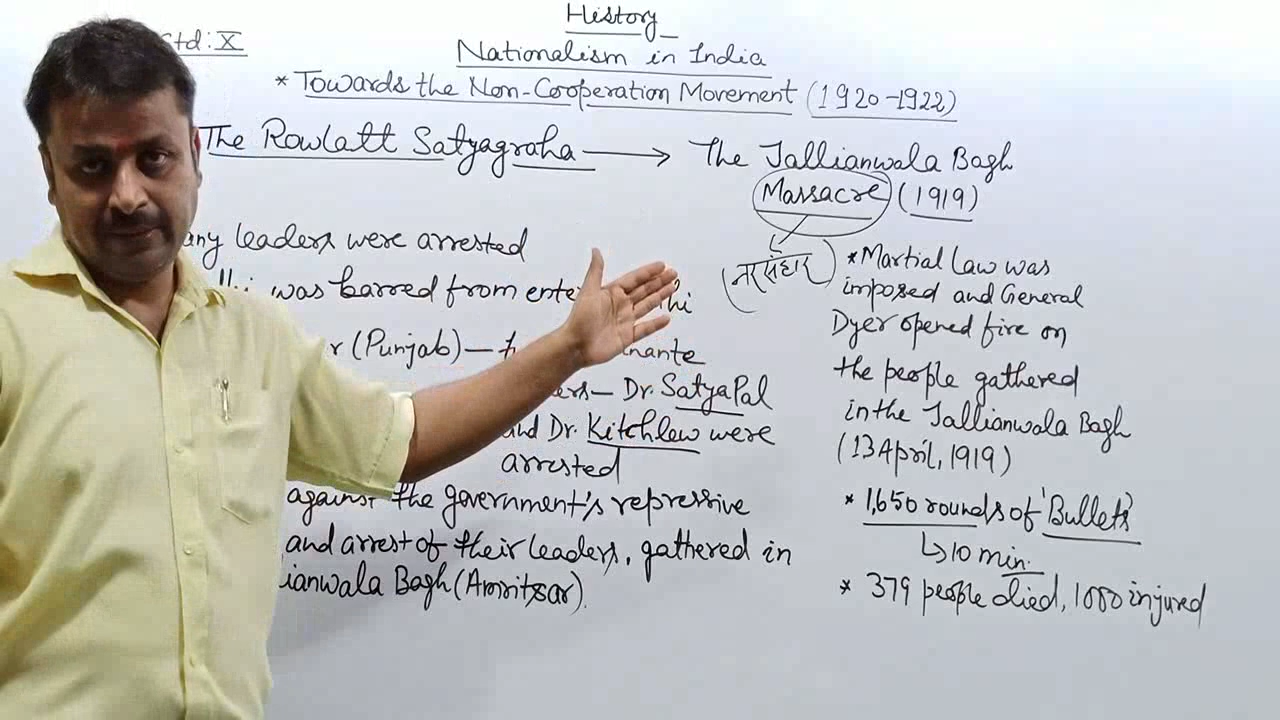 History
Std: X
Nationalism in India
* Towards the Non-Cooperation Movement (1920-1922)
The Rowlatt Satyagraha → The Jallianwala Bagh
Massacre (1919)
(नरसंहार)
any leaders were arrested
was barred from
(Punjab) —
Dr. SatyaPal
and Dr. Kitchlew were
arrested
against the government's repressive
and arrest of their leaders, gathered in
ianwala Bagh (Amritsar).
* Martial Law was
imposed and General
Dyer opened fire on
the people gathered
in the Jallianwala Bagh
(13 April, 1919)
* 1,650 rounds of 'Bullets'
↳ 10 min.
* 379 people died, 1000 injured